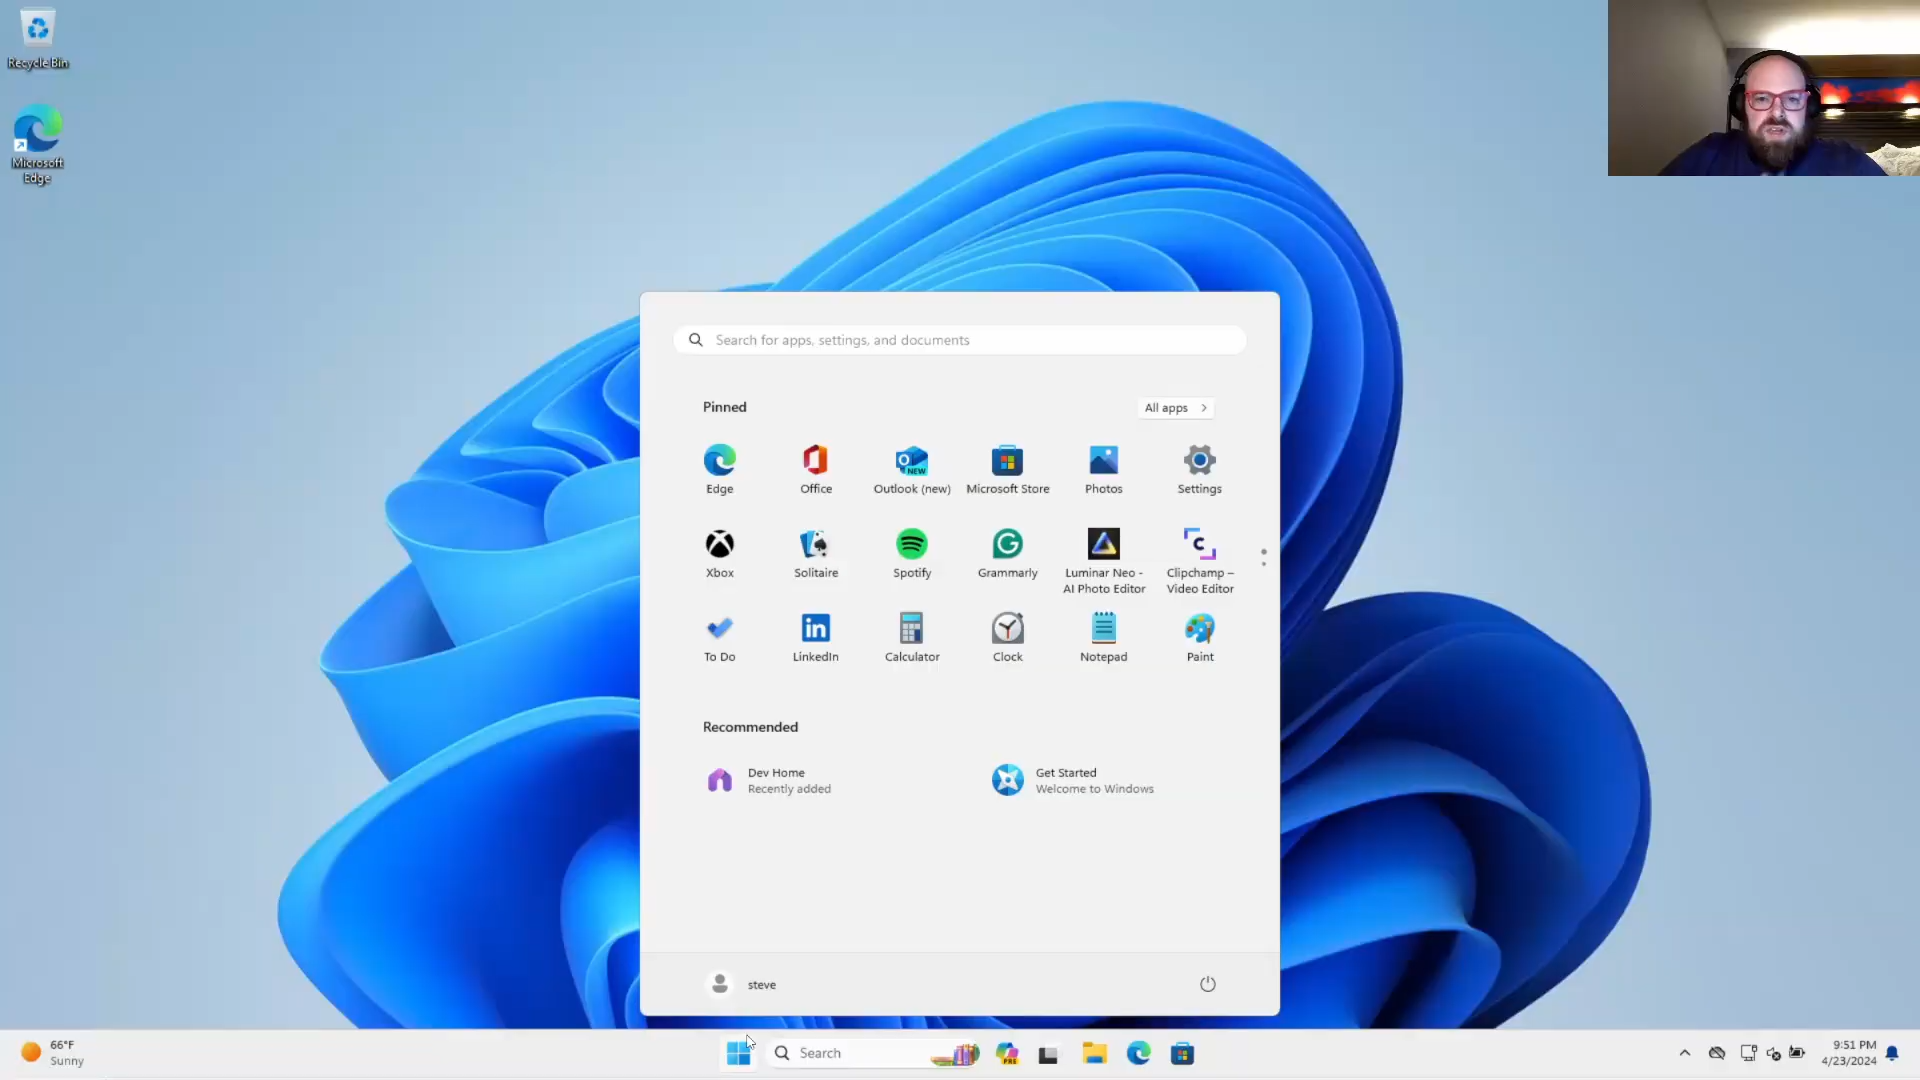 Recycle Bin
Microsoft
Edge
Search for apps, settings, and documents
Pinned
All apps
Edge
Office
Outlook (new)
Microsoft Store
Photos
Settings
Xbox
Solitaire
Spotify
Grammarly
Luminar Neo -
AI Photo Editor
Clipchamp –
Video Editor
To Do
LinkedIn
Calculator
Clock
Notepad
Paint
Recommended
Dev Home
Recently added
Get Started
Welcome to Windows
steve
66°F
Sunny
Search
PRE
9:51 PM
4/23/2024
NEW